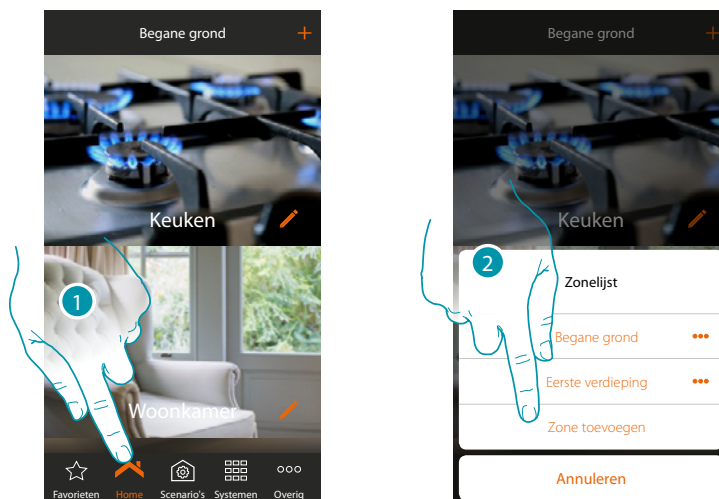 Begane grond
Keuken
1
Woonkamer
Favorieten Home Scenario's Systemen Overig
Begane grond
Keuken
2
Zonelijst
Begane grond
Eerste verdieping
Zone toevoegen
Annuleren